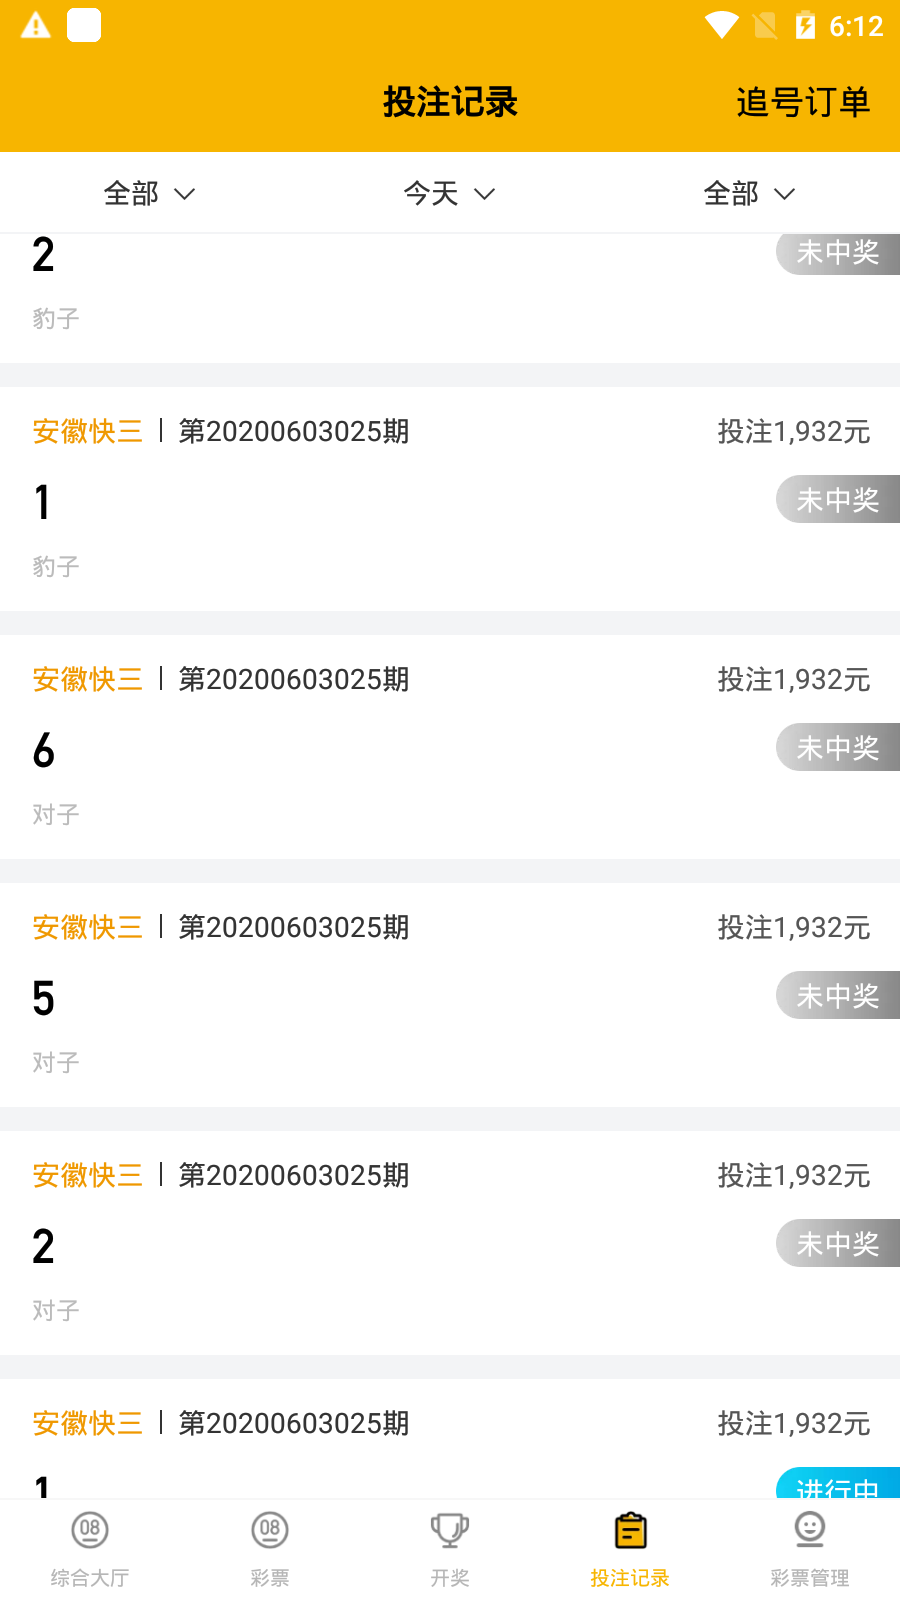 6:12
投注记录
追号订单
全部
今天
全部
2
未中奖
豹子
安徽快三 | 第20200603025期
投注1,932元
1
未中奖
豹子
安徽快三 | 第20200603025期
投注1,932元
6
未中奖
对子
安徽快三 | 第20200603025期
投注1,932元
5
未中奖
对子
安徽快三 | 第20200603025期
投注1,932元
2
未中奖
对子
安徽快三 | 第20200603025期
投注1,932元
1
进行中
08
08
综合大厅
彩票
开奖
投注记录
彩票管理